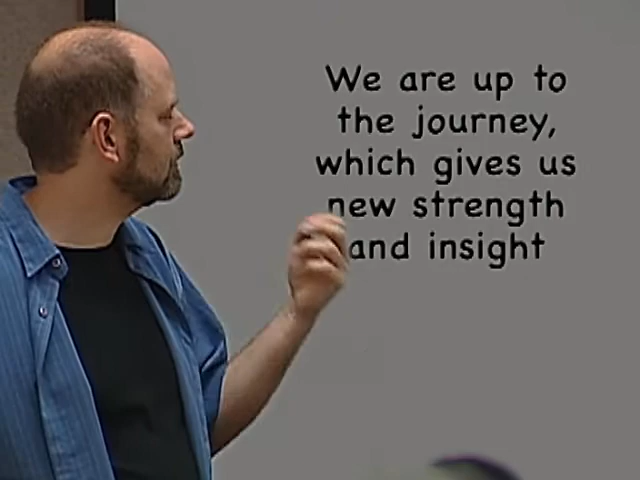 We are up to
the journey,
which gives us
new strength
and insight